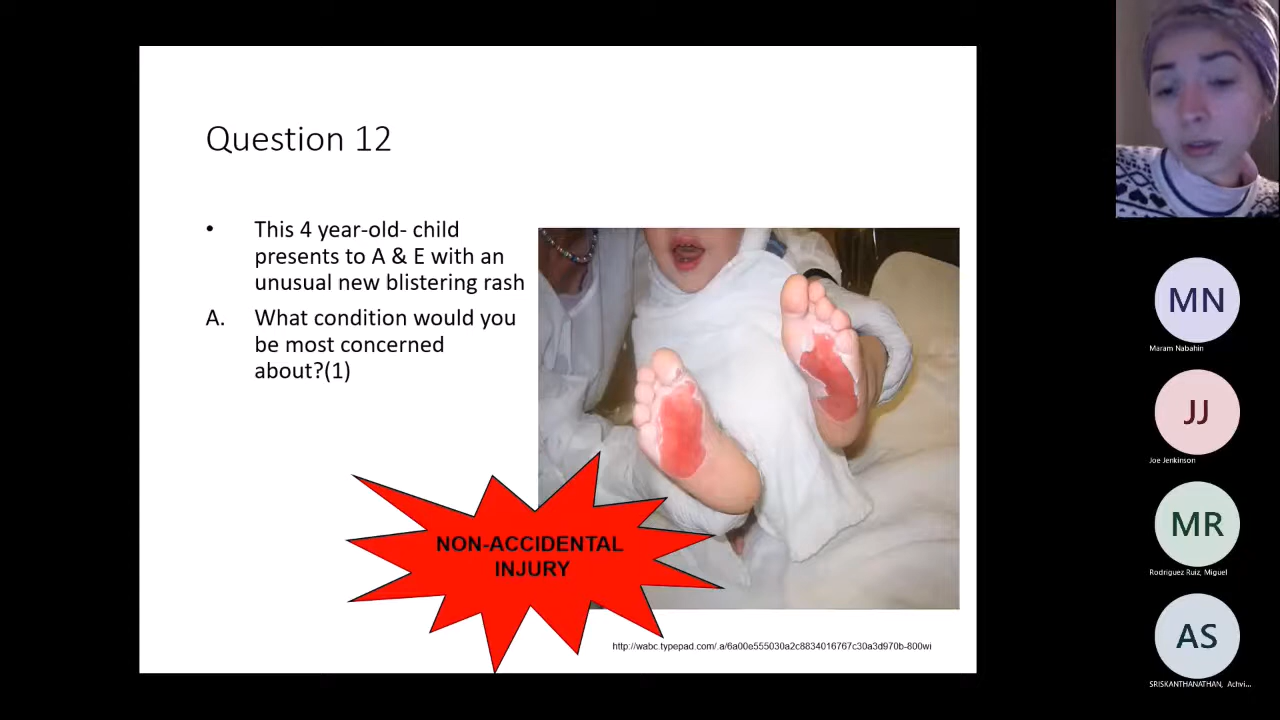 Question 12
• This 4 year-old- child
presents to A & E with an
unusual new blistering rash
A. What condition would you
be most concerned
about?(1)
NON-ACCIDENTAL
INJURY
http://wabc.typepad.com/.a/6a00e555030a2c8834016767c30a3d970b-800wi
MN
Maram Nabahin
JJ
Joe Jenkinson
MR
Rodriguez Ruiz, Miguel
AS
SRISKANTHANATHAN, Achvi...